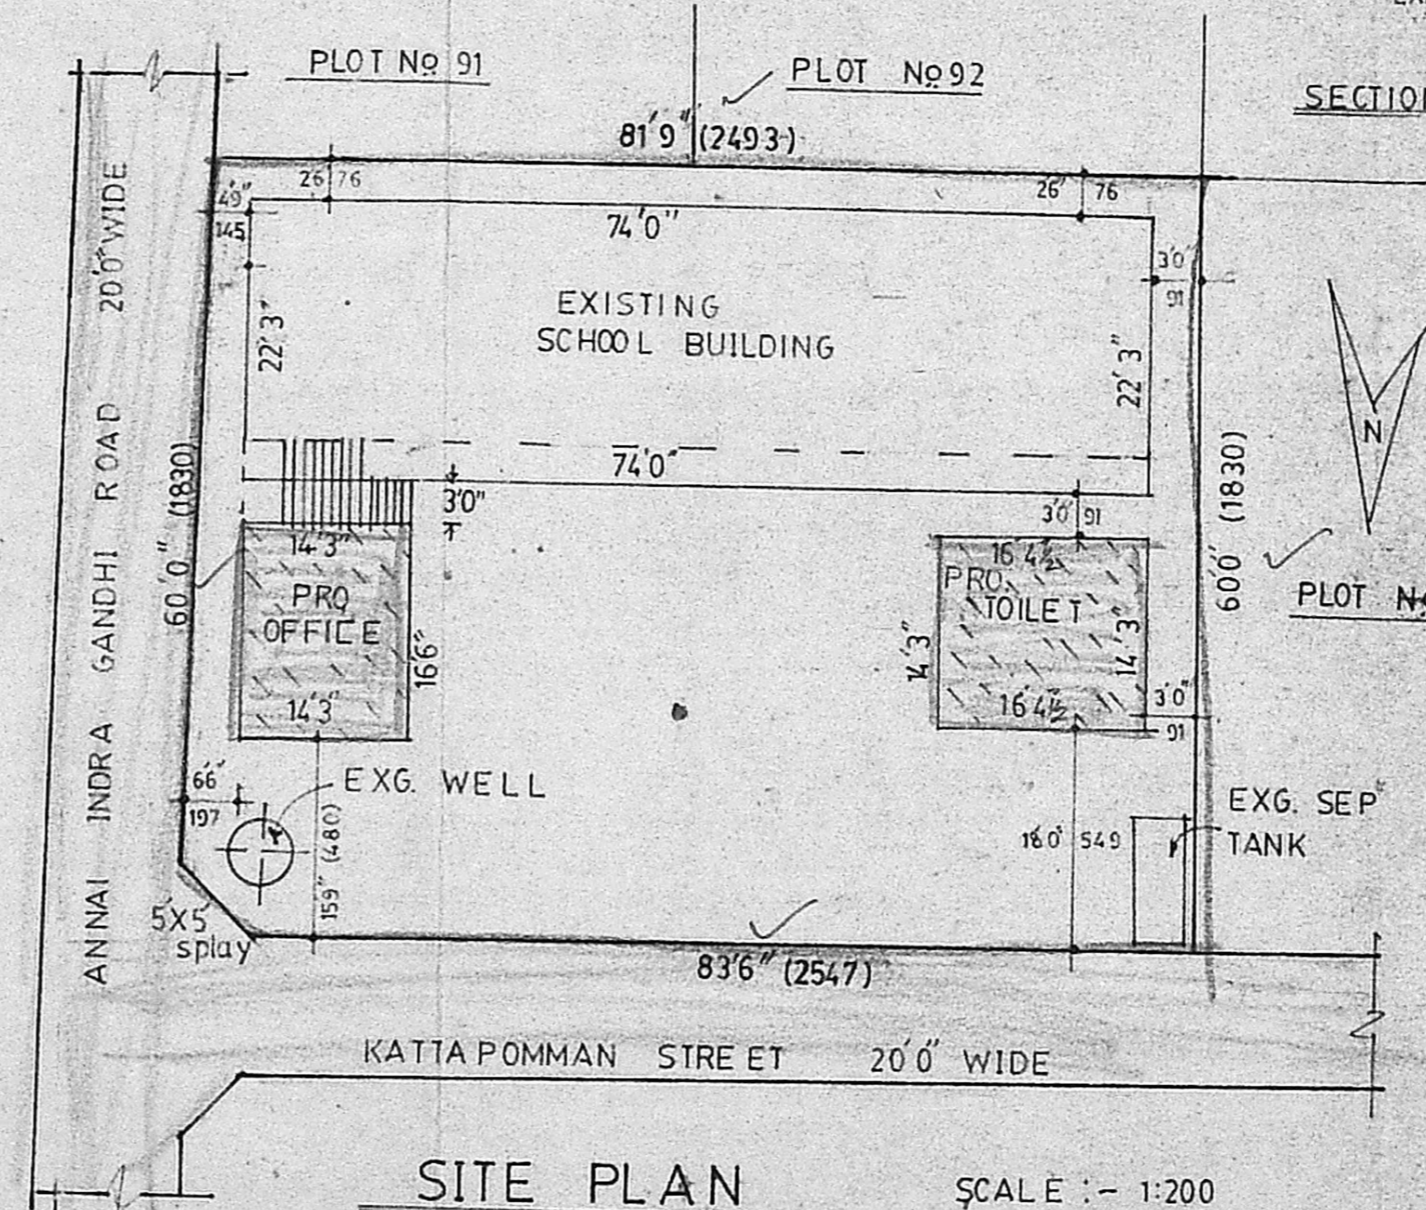 PLOT No 91
PLOT No 92
SECTIO
81'9" (2493)
26 76
26' 76
4'9"
145
74'0"
3'0"
91
EXISTING
SCHOOL BUILDING
22'3"
22'3"
74'0"
3'0"
3'0" 91
N
ANNAI INDRA GANDHI ROAD 20'0" WIDE
60'0" (1830)
60'0" (1830)
PLOT
14'3"
PRO
OFFICE
14'3"
16'6"
16'4½
PRO
TOILET
14'3"
14'3"
16'4½
3'0"
91
6'6"
197
EXG. WELL
15'9" (480)
18'0" 549
EXG. SEP
TANK
5'X5'
splay
83'6" (2547)
KATTAPOMMAN STREET 20'0" WIDE
SITE PLAN
SCALE :- 1:200